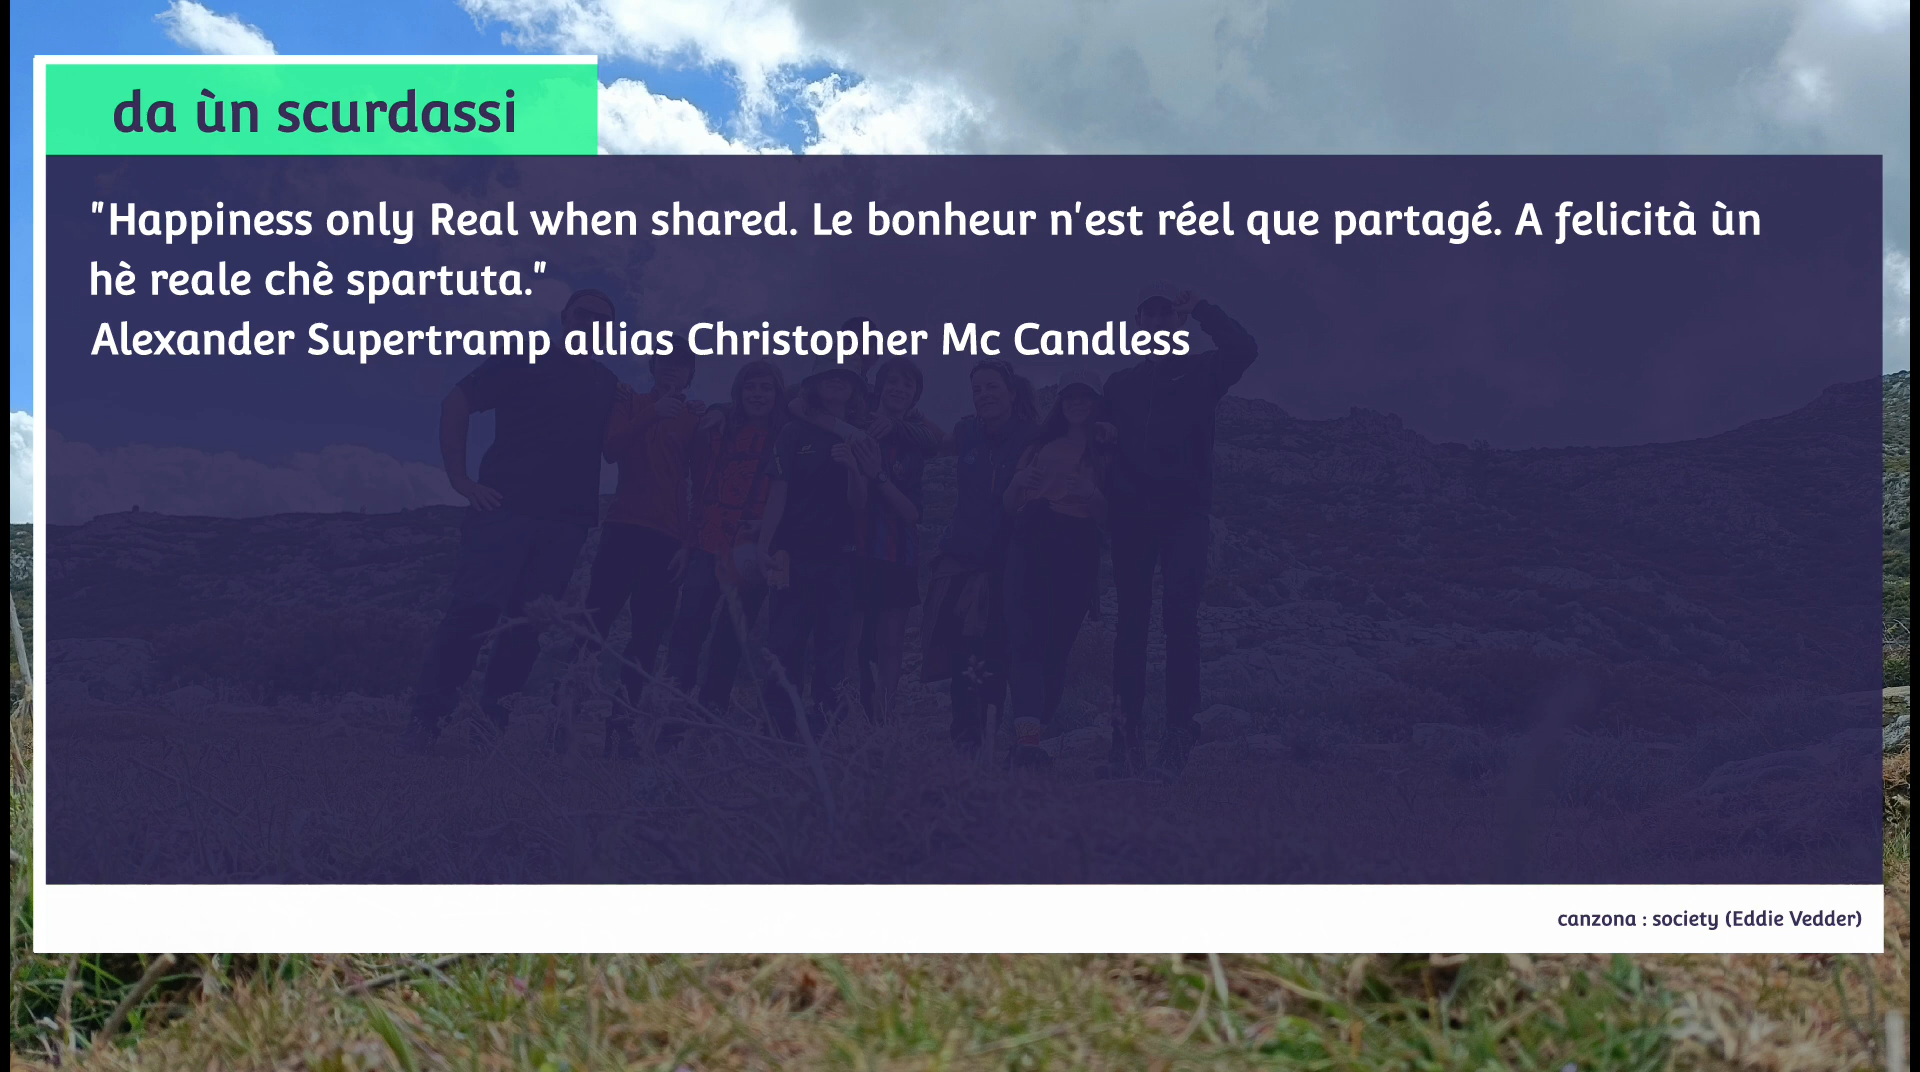 da ùn scurdassi
"Happiness only Real when shared. Le bonheur n'est réel que partagé. A felicità ùn
hè reale chè spartuta."
Alexander Supertramp allias Christopher Mc Candless
canzona : society (Eddie Vedder)